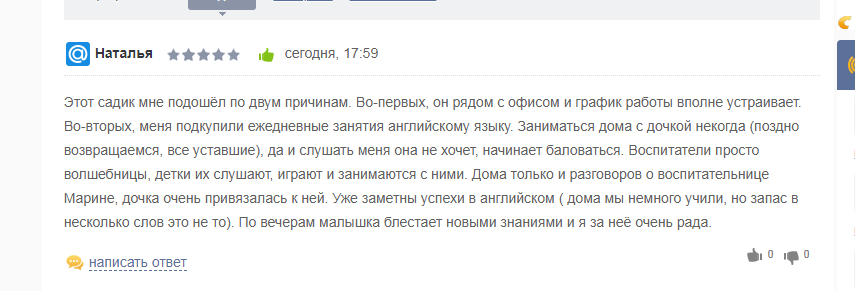 Наталья сегодня, 17:59
Этот садик мне подошёл по двум причинам. Во-первых, он рядом с офисом и график работы вполне устраивает.
Во-вторых, меня подкупили ежедневные занятия английскому языку. Заниматься дома с дочкой некогда (поздно
возвращаемся, все уставшие), да и слушать меня она не хочет, начинает баловаться. Воспитатели просто
волшебницы, детки их слушают, играют и занимаются с ними. Дома только и разговоров о воспитательнице
Марине, дочка очень привязалась к ней. Уже заметны успехи в английском ( дома мы немного учили, но запас в
несколько слов это не то). По вечерам малышка блестает новыми знаниями и я за неё очень рада.
написать ответ 0 0